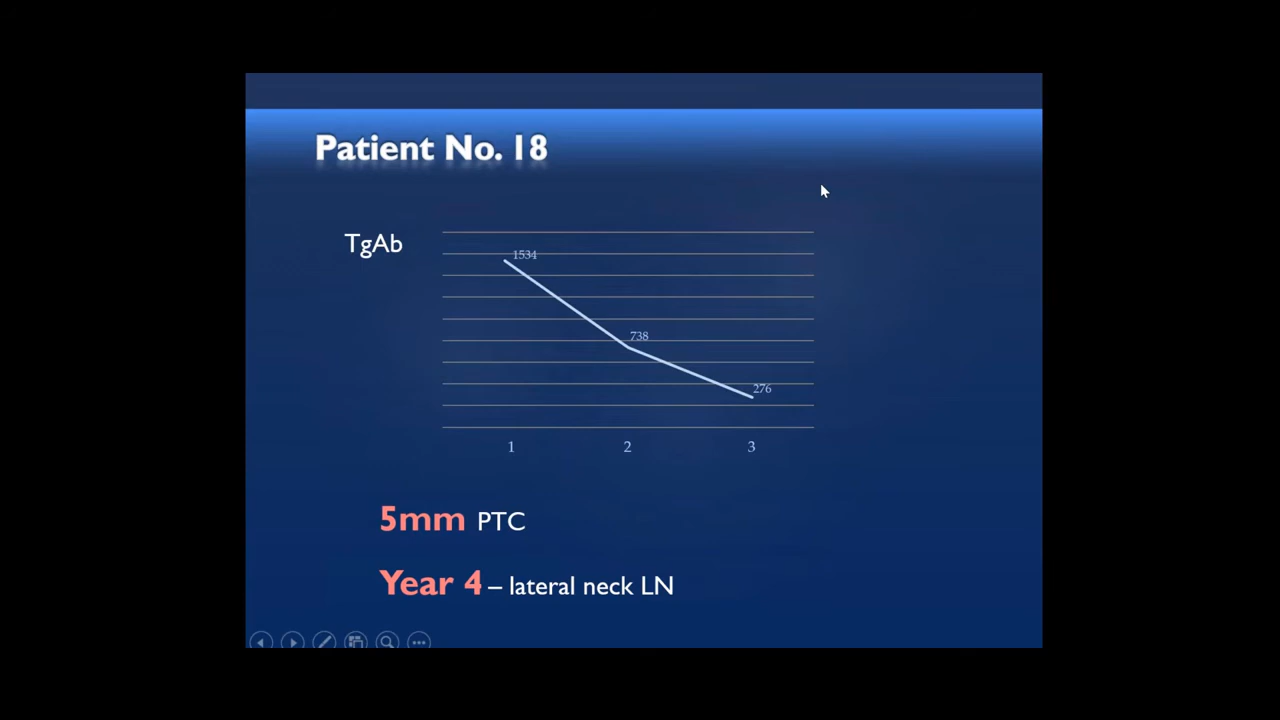 Patient No. 18
TgAb
1534
738
276
1 2 3
5mm PTC
Year 4 – lateral neck LN